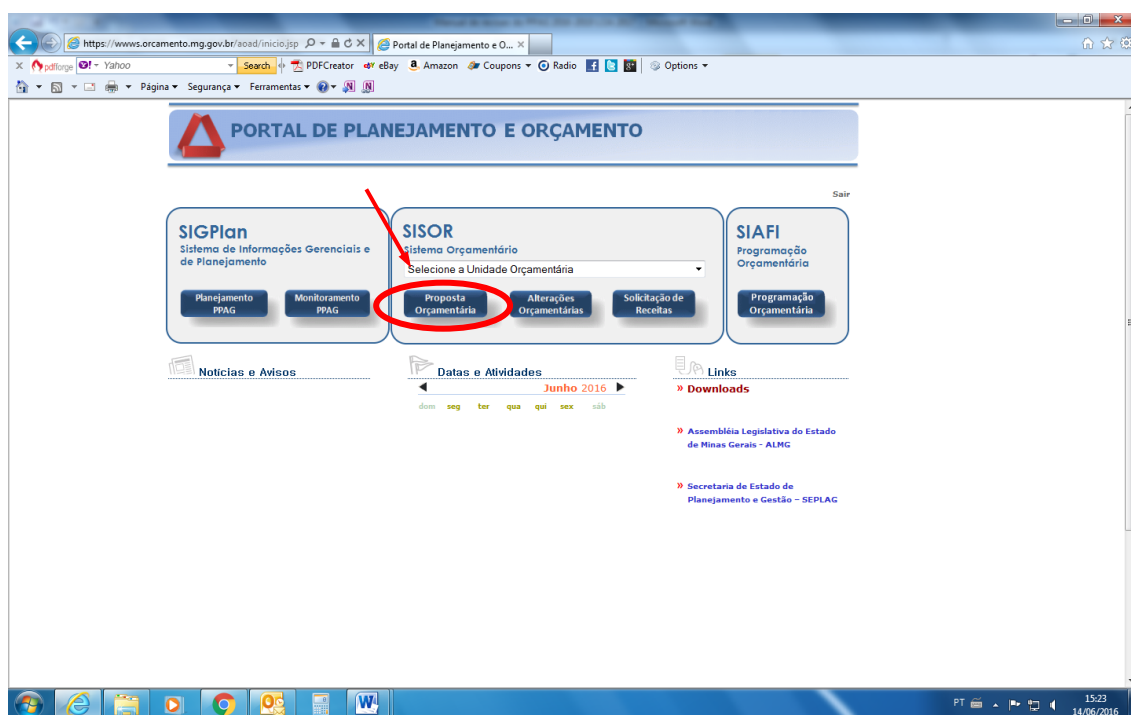 https://wwws.orcamento.mg.gov.br/aoad/inicio.jsp
Portal de Planejamento e O...
pdfforge
Yahoo
Search
PDFCreator
eBay
Amazon
Coupons
Radio
Options
Página
Segurança
Ferramentas
PORTAL DE PLANEJAMENTO E ORÇAMENTO
Sair
SIGPlan
Sistema de Informações Gerenciais e
de Planejamento
Planejamento
PPAG
Monitoramento
PPAG
SISOR
Sistema Orçamentário
Selecione a Unidade Orçamentária
Proposta
Orçamentária
Alterações
Orçamentárias
Solicitação de
Receitas
SIAFI
Programação
Orçamentária
Programação
Orçamentária
Notícias e Avisos
Datas e Atividades
Junho 2016
dom seg ter qua qui sex sáb
Links
» Downloads
» Assembléia Legislativa do Estado
de Minas Gerais - ALMG
» Secretaria de Estado de
Planejamento e Gestão – SEPLAG
PT
15:23
14/06/2016